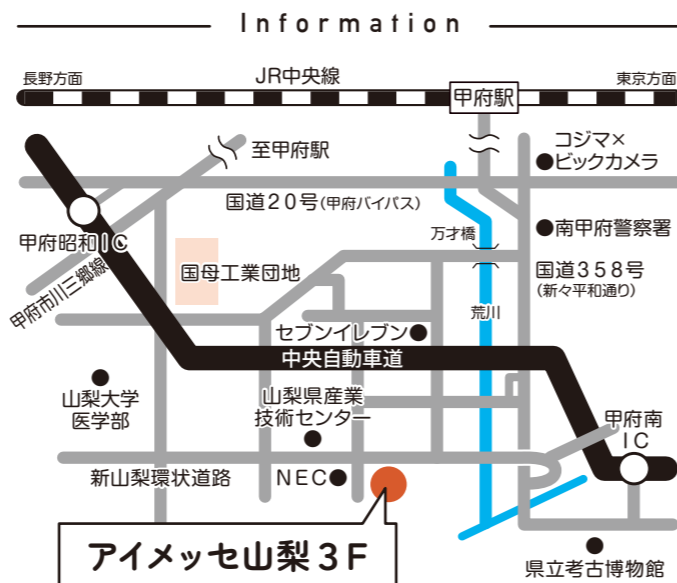 Information
長野方面
JR中央線
東京方面
甲府駅
至甲府駅
コジマ×
ビックカメラ
国道20号(甲府バイパス)
万才橋
南甲府警察署
甲府昭和IC
国母工業団地
国道358号
(新々平和通り)
甲府市川三郷線
荒川
セブンイレブン
中央自動車道
山梨大学
医学部
山梨県産業
技術センター
甲府南
IC
新山梨環状道路
NEC
アイメッセ山梨3F
県立考古博物館